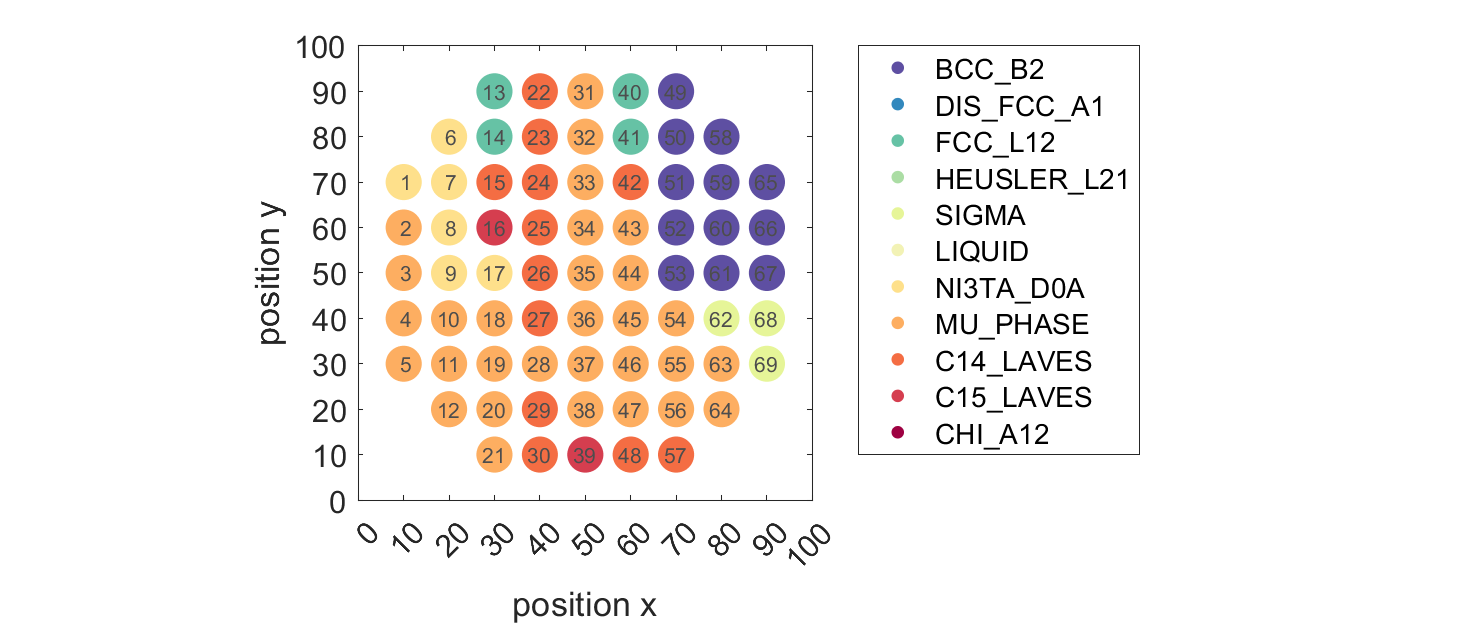 100
90 13 22 31 40 49
80 6 14 23 32 41 50 58
70 1 7 15 24 33 42 51 59 65
60 2 8 16 25 34 43 52 60 66
50 3 9 17 26 35 44 53 61 67
40 4 10 18 27 36 45 54 62 68
30 5 11 19 28 37 46 55 63 69
20 12 20 29 38 47 56 64
10 21 30 39 48 57
0
position y
0 10 20 30 40 50 60 70 80 90 100
position x
BCC_B2
DIS_FCC_A1
FCC_L12
HEUSLER_L21
SIGMA
LIQUID
NI3TA_D0A
MU_PHASE
C14_LAVES
C15_LAVES
CHI_A12